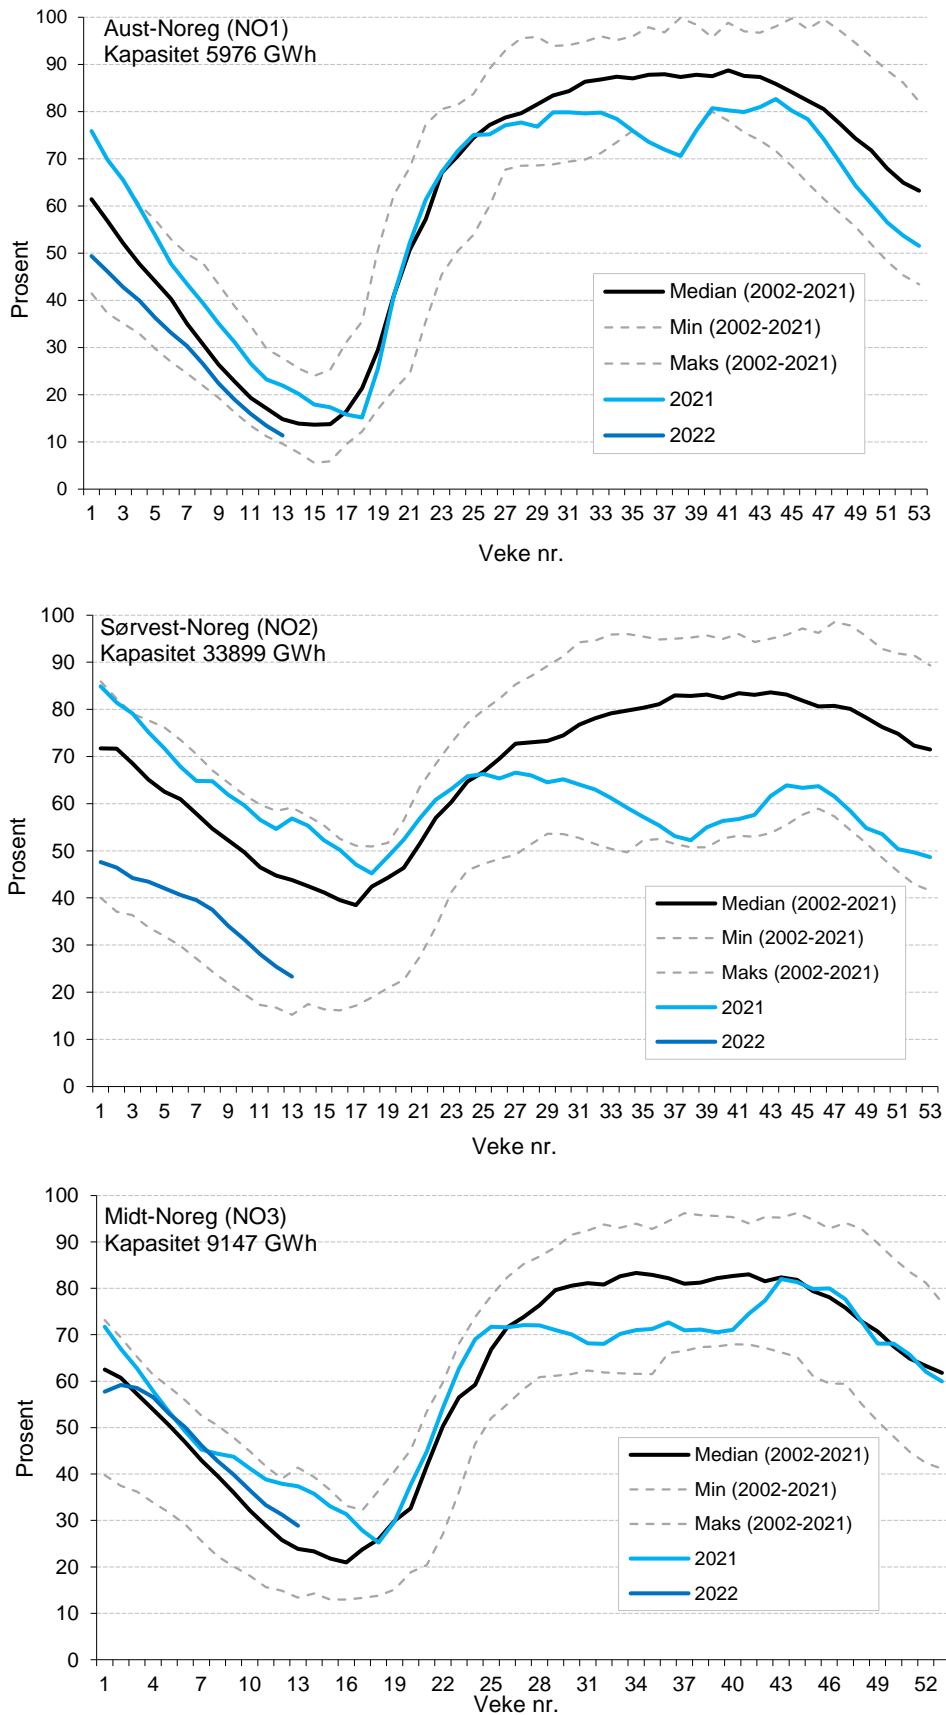 Aust-Noreg (NO1)
Kapasitet 5976 GWh
100
90
80
70
60
50
40
30
20
10
0
Prosent
Median (2002-2021)
Min (2002-2021)
Maks (2002-2021)
2021
2022
1 3 5 7 9 11 13 15 17 19 21 23 25 27 29 31 33 35 37 39 41 43 45 47 49 51 53
Veke nr.
Sørvest-Noreg (NO2)
Kapasitet 33899 GWh
100
90
80
70
60
50
40
30
20
10
0
Prosent
Median (2002-2021)
Min (2002-2021)
Maks (2002-2021)
2021
2022
1 3 5 7 9 11 13 15 17 19 21 23 25 27 29 31 33 35 37 39 41 43 45 47 49 51 53
Veke nr.
Midt-Noreg (NO3)
Kapasitet 9147 GWh
100
90
80
70
60
50
40
30
20
10
0
Prosent
Median (2002-2021)
Min (2002-2021)
Maks (2002-2021)
2021
2022
1 4 7 10 13 16 19 22 25 28 31 34 37 40 43 46 49 52
Veke nr.